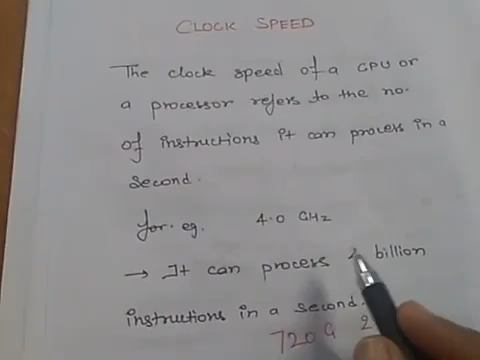 CLOCK SPEED
The clock speed of a CPU or
a processor refers to the no.
of instructions it can process in a
second.
for. eg. 4.0 GHz
→ It can process billion
instructions in a second.